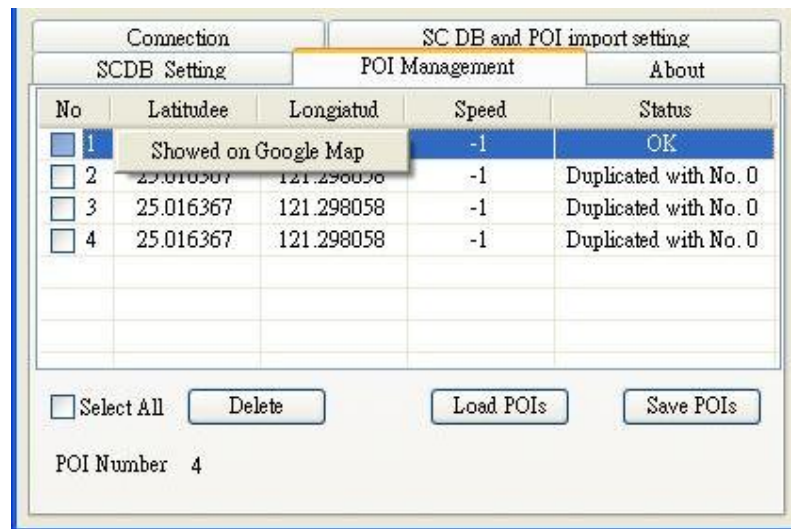 Connection SC DB and POI import setting
SCDB Setting POI Management About
No Latitudee Longiatud Speed Status
1 -1 OK
Showed on Google Map
2 25.016367 121.298058 -1 Duplicated with No. 0
3 25.016367 121.298058 -1 Duplicated with No. 0
4 25.016367 121.298058 -1 Duplicated with No. 0
Select All Delete Load POIs Save POIs
POI Number 4